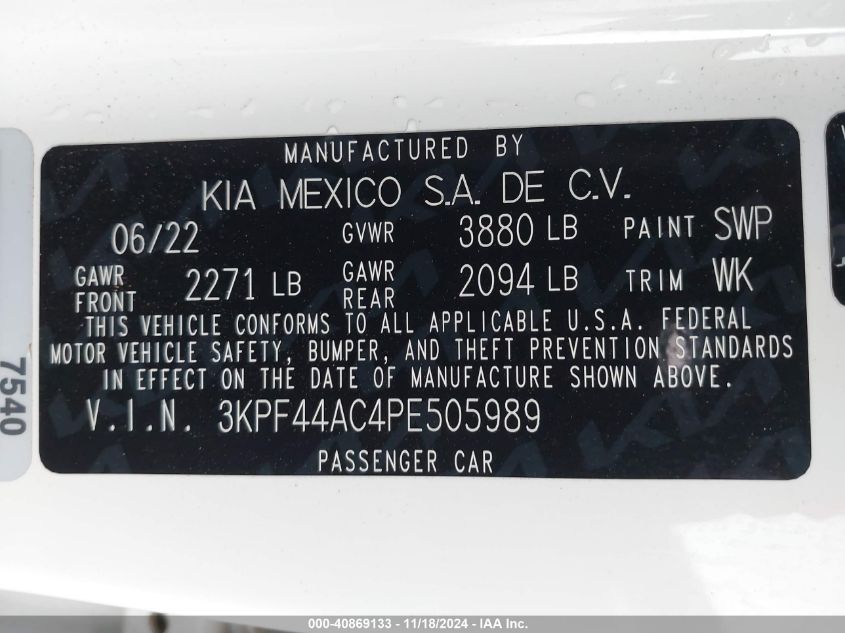 MANUFACTURED BY
KIA MEXICO S.A. DE C.V.
06/22 GVWR 3880 LB PAINT SWP
GAWR FRONT 2271 LB GAWR REAR 2094 LB TRIM WK
THIS VEHICLE CONFORMS TO ALL APPLICABLE U.S.A. FEDERAL
MOTOR VEHICLE SAFETY, BUMPER, AND THEFT PREVENTION STANDARDS
IN EFFECT ON THE DATE OF MANUFACTURE SHOWN ABOVE.
V.I.N. 3KPF44AC4PE505989
PASSENGER CAR
7540
000-40869133 - 11/18/2024 - IAA Inc.